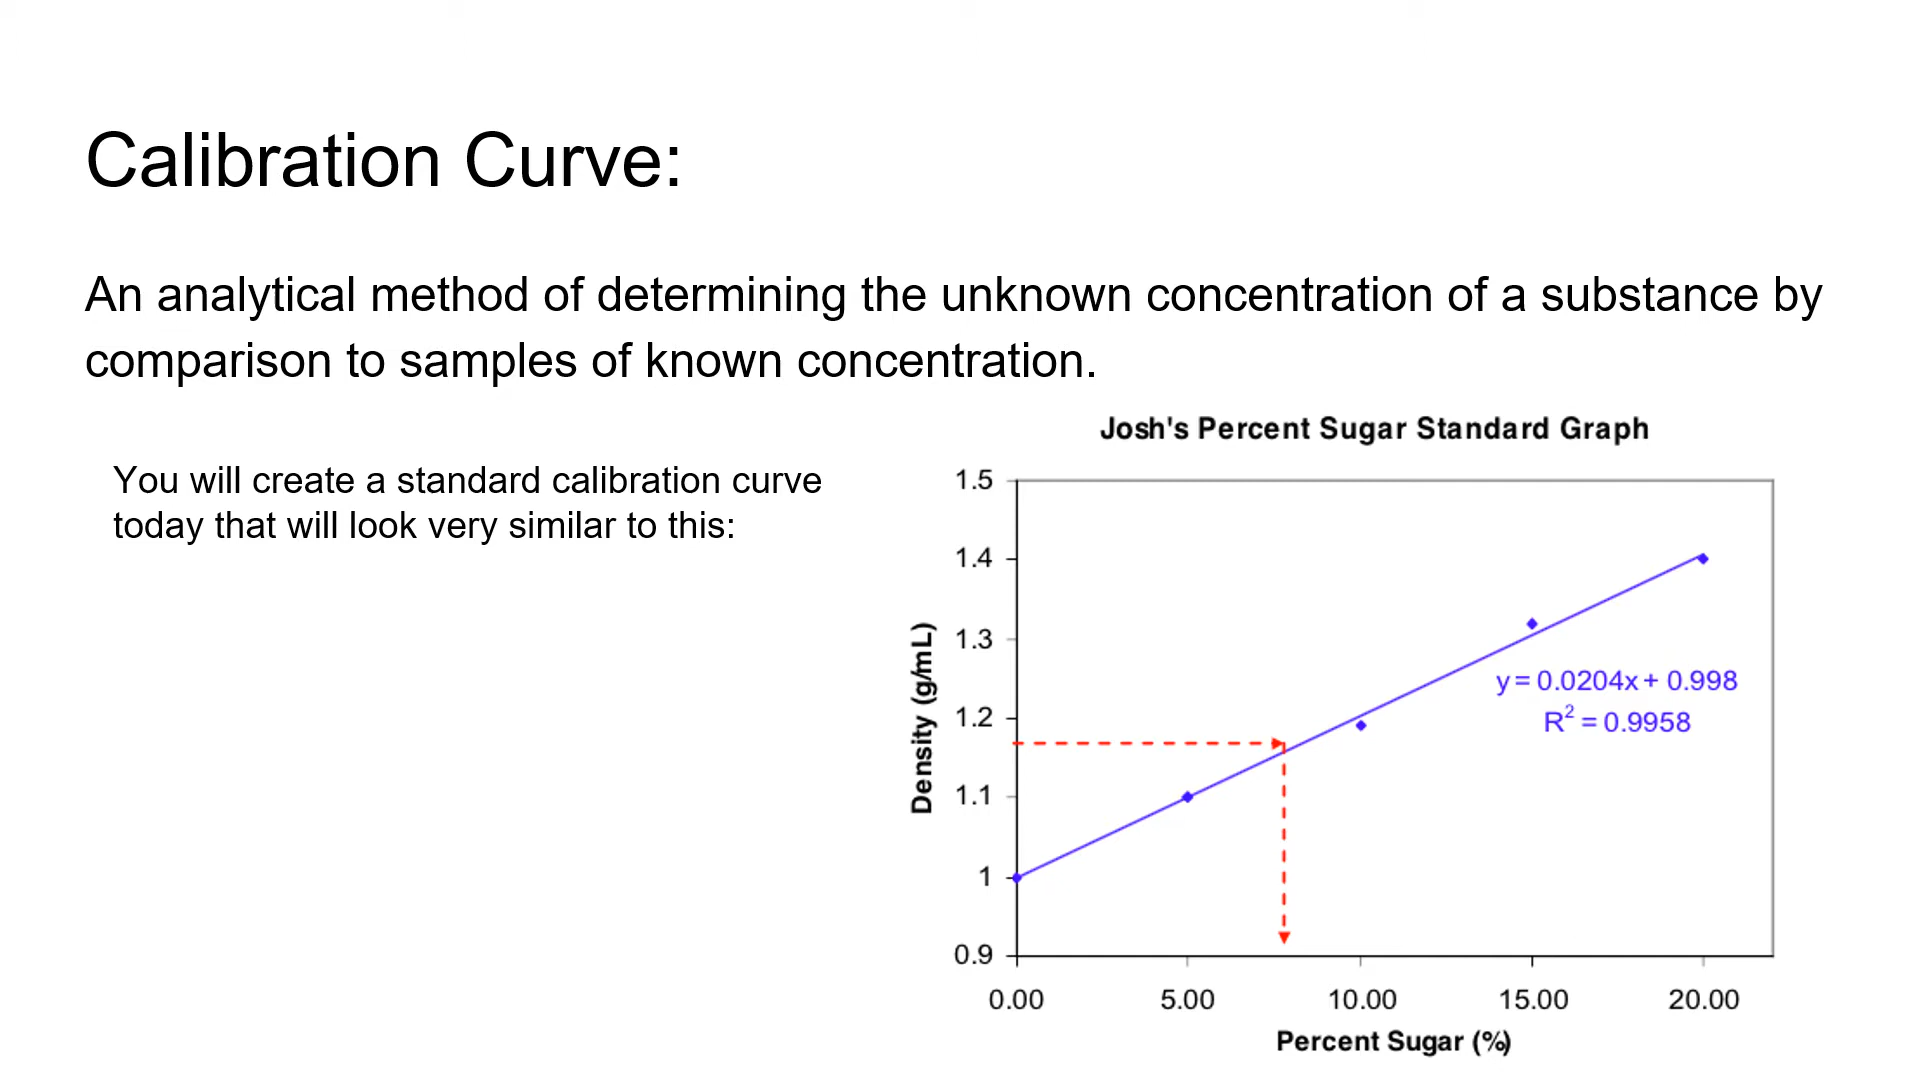 Calibration Curve:
An analytical method of determining the unknown concentration of a substance by
comparison to samples of known concentration.
You will create a standard calibration curve
today that will look very similar to this:
Josh's Percent Sugar Standard Graph
1.5
1.4
1.3
1.2
1.1
1
0.9
Density (g/mL)
y = 0.0204x + 0.998
R² = 0.9958
0.00 5.00 10.00 15.00 20.00
Percent Sugar (%)